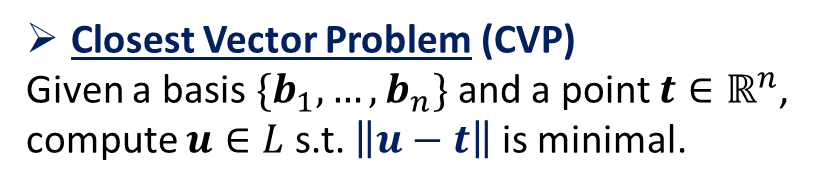 ➢ Closest Vector Problem (CVP)
Given a basis {𝒃₁, …, 𝒃ₙ} and a point 𝒕 ∈ ℝⁿ,
compute 𝒖 ∈ 𝐿 s.t. ‖𝒖 − 𝒕‖ is minimal.